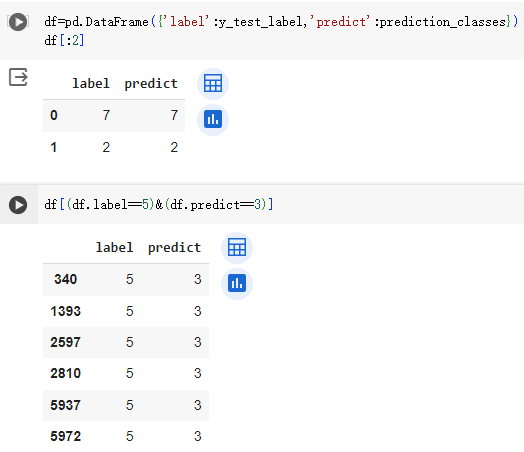 df=pd.DataFrame({'label':y_test_label,'predict':prediction_classes})
df[:2]
label predict
0 7 7
1 2 2
df[(df.label==5)&(df.predict==3)]
label predict
340 5 3
1393 5 3
2597 5 3
2810 5 3
5937 5 3
5972 5 3